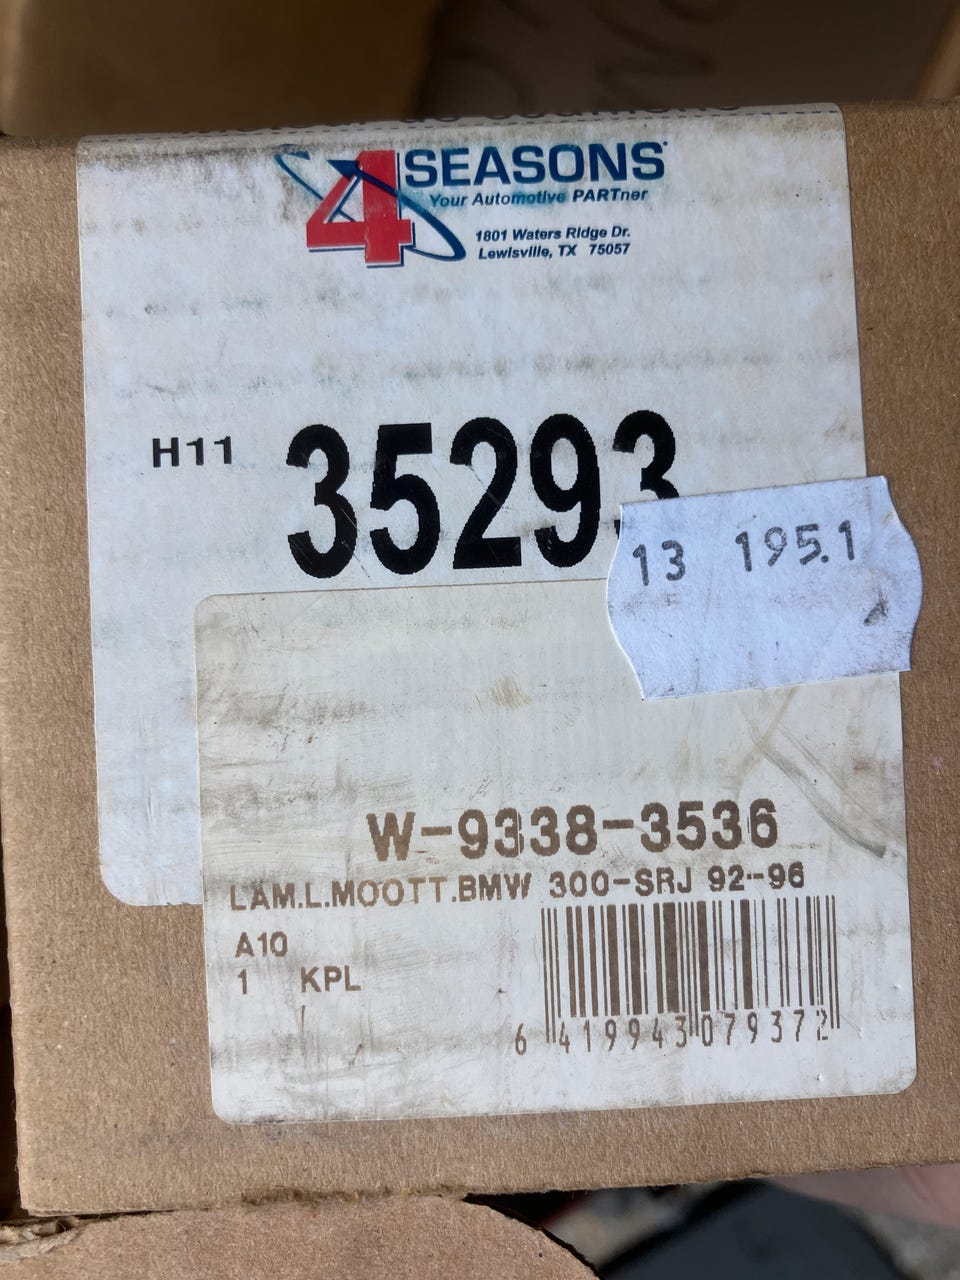 4 SEASONS
Your Automotive PARTner
1801 Waters Ridge Dr.
Lewisville, TX 75057
H11
35293
13 195.1
W-9338-3536
LAM.L.MOOTT.BMW 300-SRJ 92--96
A10
1 KPL
6 419943 079372